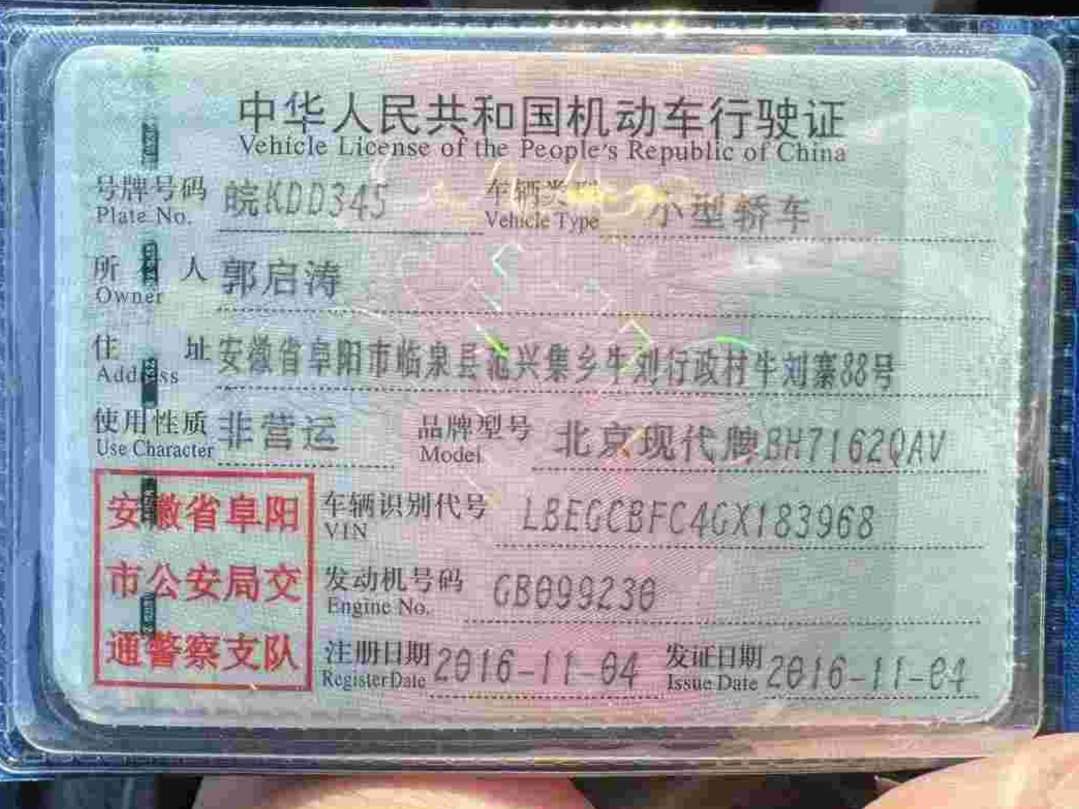 中华人民共和国机动车行驶证
Vehicle License of the People's Republic of China
号牌号码 皖KDD345 车辆类型 小型轿车
Plate No. Vehicle Type
所有人 郭启涛
Owner
住址 安徽省阜阳市临泉县范兴集乡牛刘行政村牛刘寨88号
Address
使用性质 非营运 品牌型号 北京现代牌BH7162QAV
Use Character Model
安徽省阜阳 车辆识别代号 LBEGCBFC4GX183968
VIN
市公安局交 发动机号码 GB099230
Engine No.
通警察支队 注册日期 2016-11-04 发证日期 2016-11-04
Register Date Issue Date